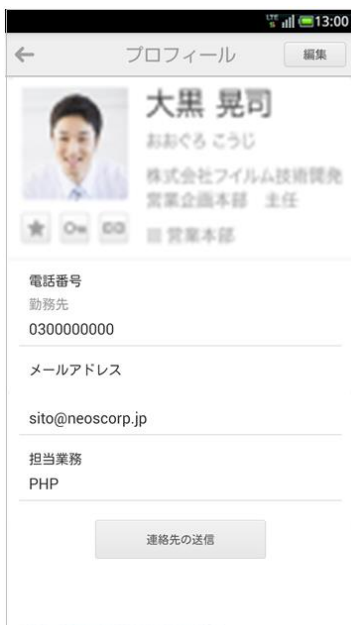 LTE 13:00
プロフィール
編集
大黒 晃司
おおぐろ こうじ
株式会社フイルム技術開発
営業企画本部 主任
営業本部
電話番号
勤務先
0300000000
メールアドレス
sito@neoscorp.jp
担当業務
PHP
連絡先の送信